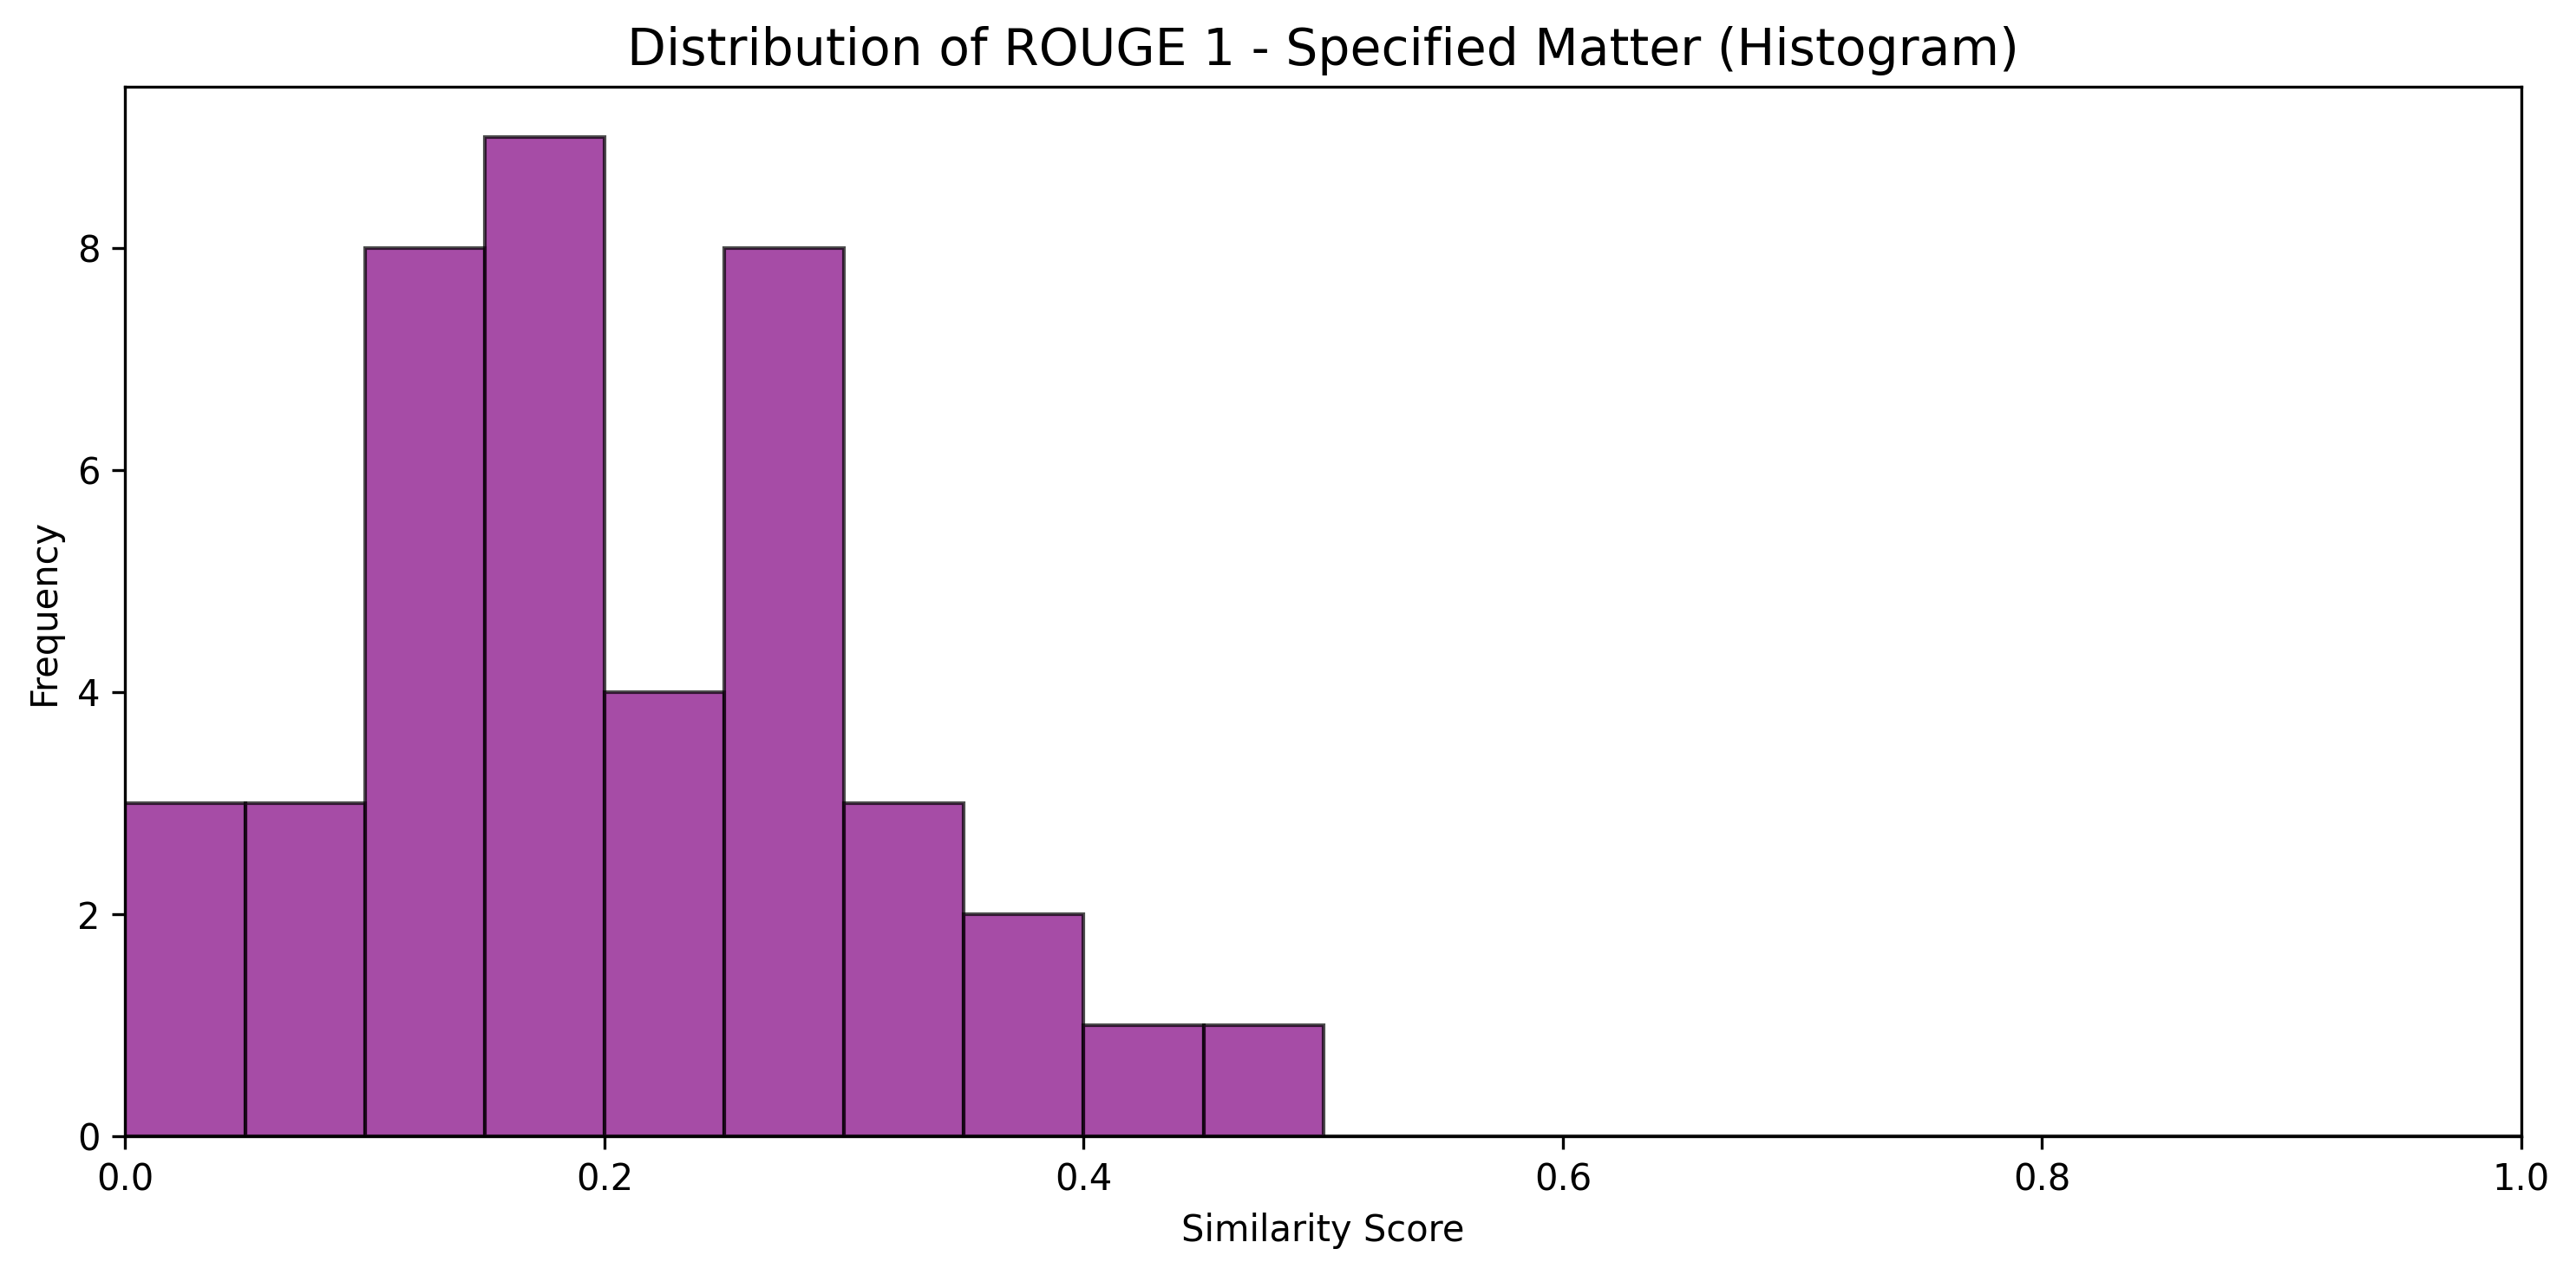 Distribution of ROUGE 1 - Specified Matter (Histogram)
Frequency
8
6
4
2
0
0.0 0.2 0.4 0.6 0.8 1.0
Similarity Score